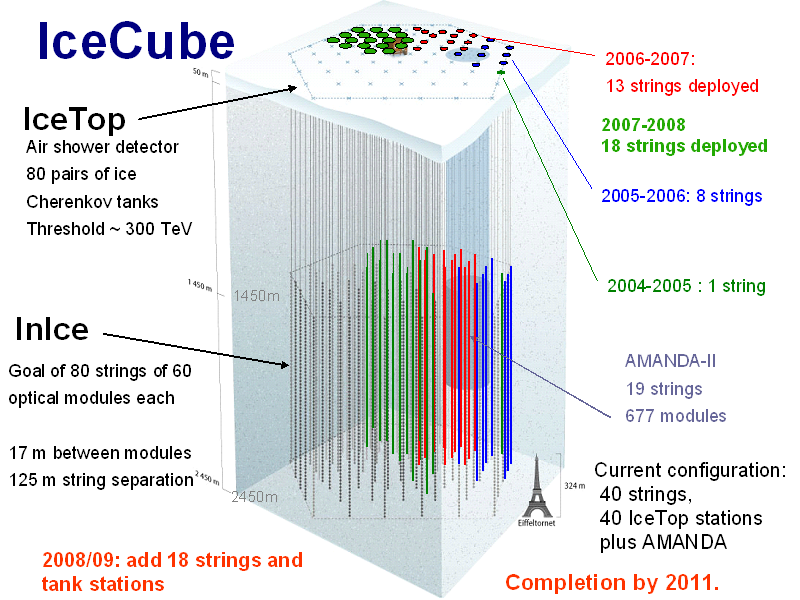 IceCube
50 m
IceTop
Air shower detector
80 pairs of ice
Cherenkov tanks
Threshold ~ 300 TeV
2006-2007:
13 strings deployed
2007-2008
18 strings deployed
2005-2006: 8 strings
2004-2005 : 1 string
1 450 m
1450m
InIce
Goal of 80 strings of 60
optical modules each
17 m between modules
125 m string separation
AMANDA-II
19 strings
677 modules
2 450 m
2450m
324 m
Eiffeltornet
Current configuration:
40 strings,
40 IceTop stations
plus AMANDA
2008/09: add 18 strings and
tank stations
Completion by 2011.